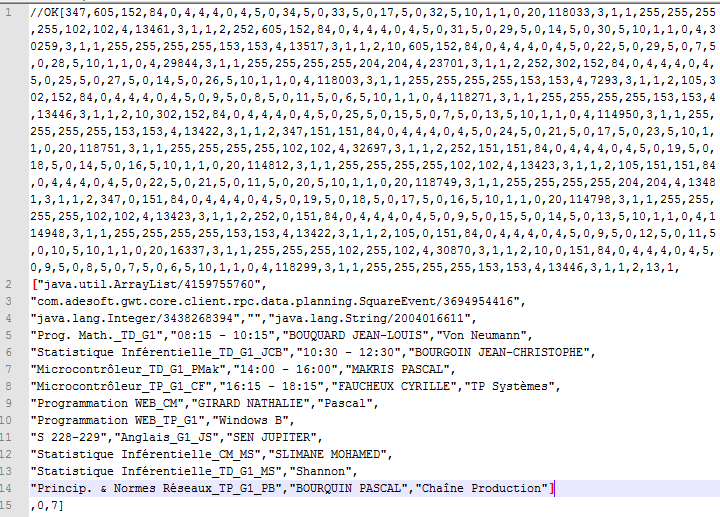 1 //OK[347,605,152,84,0,4,4,4,0,4,5,0,34,5,0,33,5,0,17,5,0,32,5,10,1,1,0,20,118033,3,1,1,255,255,255
,255,102,102,4,13461,3,1,1,2,252,605,152,84,0,4,4,4,0,4,5,0,31,5,0,29,5,0,14,5,0,30,5,10,1,1,0,4,3
0259,3,1,1,255,255,255,255,153,153,4,13517,3,1,1,2,10,605,152,84,0,4,4,4,0,4,5,0,22,5,0,29,5,0,7,5
,0,28,5,10,1,1,0,4,29844,3,1,1,255,255,255,255,204,204,4,23701,3,1,1,2,252,302,152,84,0,4,4,4,0,4,
5,0,25,5,0,27,5,0,14,5,0,26,5,10,1,1,0,4,118003,3,1,1,255,255,255,255,153,153,4,7293,3,1,1,2,105,3
02,152,84,0,4,4,4,0,4,5,0,9,5,0,8,5,0,11,5,0,6,5,10,1,1,0,4,118271,3,1,1,255,255,255,255,153,153,4
,13446,3,1,1,2,10,302,152,84,0,4,4,4,0,4,5,0,25,5,0,15,5,0,7,5,0,13,5,10,1,1,0,4,114950,3,1,1,255,
255,255,255,153,153,4,13422,3,1,1,2,347,151,151,84,0,4,4,4,0,4,5,0,24,5,0,21,5,0,17,5,0,23,5,10,1,
1,0,20,118751,3,1,1,255,255,255,255,102,102,4,32697,3,1,1,2,252,151,151,84,0,4,4,4,0,4,5,0,19,5,0,
18,5,0,14,5,0,16,5,10,1,1,0,20,114812,3,1,1,255,255,255,255,102,102,4,13423,3,1,1,2,105,151,151,84
,0,4,4,4,0,4,5,0,22,5,0,21,5,0,11,5,0,20,5,10,1,1,0,20,118749,3,1,1,255,255,255,255,204,204,4,1348
1,3,1,1,2,347,0,151,84,0,4,4,4,0,4,5,0,19,5,0,18,5,0,17,5,0,16,5,10,1,1,0,20,114798,3,1,1,255,255,
255,255,102,102,4,13423,3,1,1,2,252,0,151,84,0,4,4,4,0,4,5,0,9,5,0,15,5,0,14,5,0,13,5,10,1,1,0,4,1
14948,3,1,1,255,255,255,255,153,153,4,13422,3,1,1,2,105,0,151,84,0,4,4,4,0,4,5,0,9,5,0,12,5,0,11,5
,0,10,5,10,1,1,0,20,16337,3,1,1,255,255,255,102,255,102,4,30870,3,1,1,2,10,0,151,84,0,4,4,4,0,4,5,
0,9,5,0,8,5,0,7,5,0,6,5,10,1,1,0,4,118299,3,1,1,255,255,255,255,153,153,4,13446,3,1,1,2,13,1,
2 ["java.util.ArrayList/4159755760",
3 "com.adesoft.gwt.core.client.rpc.data.planning.SquareEvent/3694954416",
4 "java.lang.Integer/3438268394","","java.lang.String/2004016611",
5 "Prog. Math._TD_G1","08:15 - 10:15","BOUQUARD JEAN-LOUIS","Von Neumann",
6 "Statistique Inférentielle_TD_G1_JCB","10:30 - 12:30","BOURGOIN JEAN-CHRISTOPHE",
7 "Microcontrôleur_TD_G1_PMak","14:00 - 16:00","MAKRIS PASCAL",
8 "Microcontrôleur_TP_G1_CF","16:15 - 18:15","FAUCHEUX CYRILLE","TP Systèmes",
9 "Programmation WEB_CM","GIRARD NATHALIE","Pascal",
10 "Programmation WEB_TP_G1","Windows B",
11 "S 228-229","Anglais_G1_JS","SEN JUPITER",
12 "Statistique Inférentielle_CM_MS","SLIMANE MOHAMED",
13 "Statistique Inférentielle_TD_G1_MS","Shannon",
14 "Princip. & Normes Réseaux_TP_G1_PB","BOURQUIN PASCAL","Chaîne Production"]
15 ,0,7]